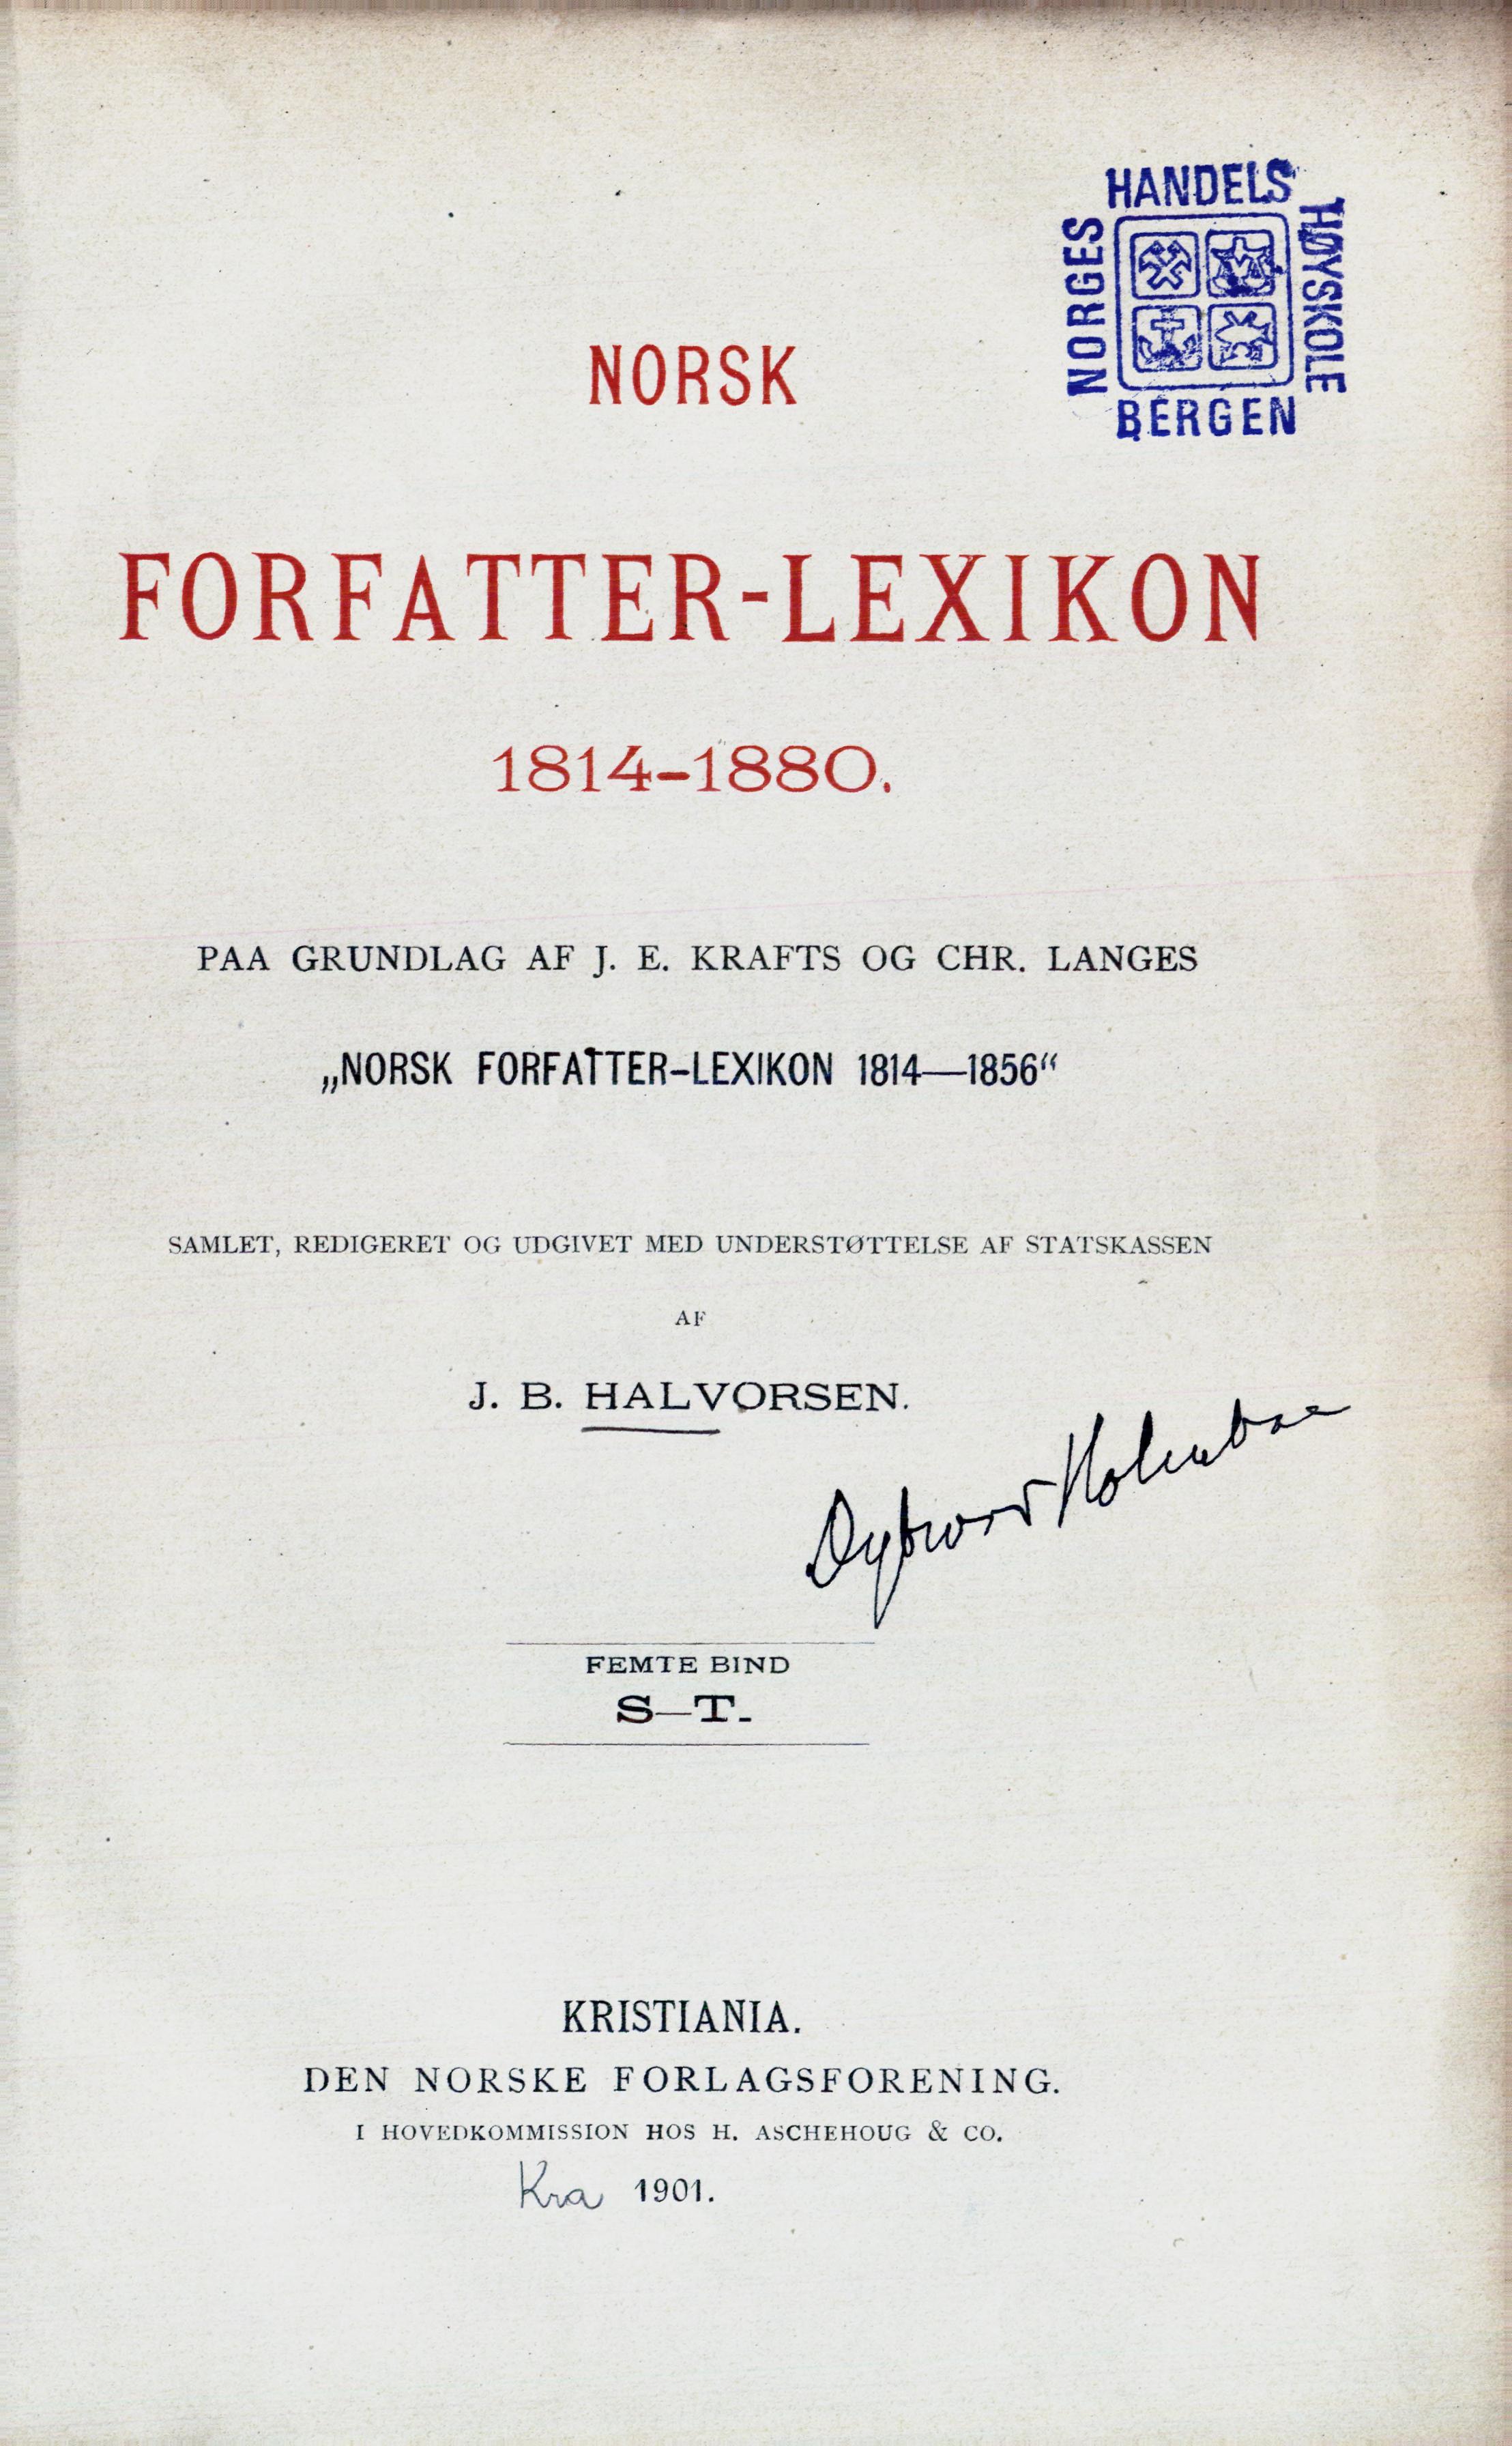 NORGES
HANDELS
HØYSKOLE
BERGEN
NORSK
FORFATTER-LEXIKON
1814-1880.
PAA GRUNDLAG AF J. E. KRAFTS OG CHR. LANGES
„NORSK FORFATTER-LEXIKON 1814—1856“
SAMLET, REDIGERET OG UDGIVET MED UNDERSTØTTELSE AF STATSKASSEN
AF
J. B. HALVORSEN.
FEMTE BIND
S—T.
KRISTIANIA.
DEN NORSKE FORLAGSFORENING.
I HOVEDKOMMISSION HOS H. ASCHEHOUG & CO.
Kra 1901.